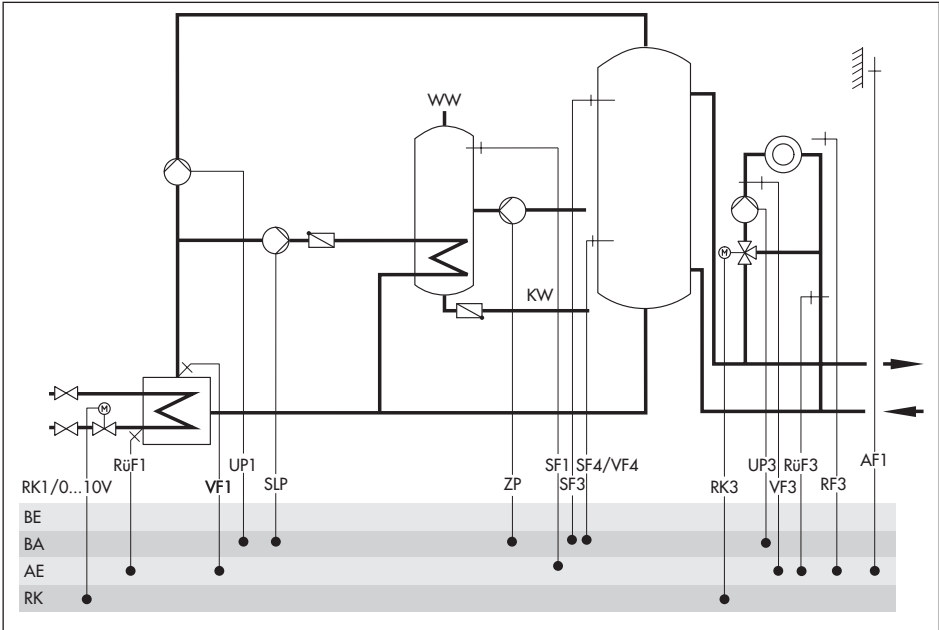 WW
KW
M
M
RüF1 UP1 SF1 SF4/VF4 UP3 RüF3 AF1
RK1/0...10V VF1 SLP ZP SF3 RK3 VF3 RF3
BE
BA
AE
RK